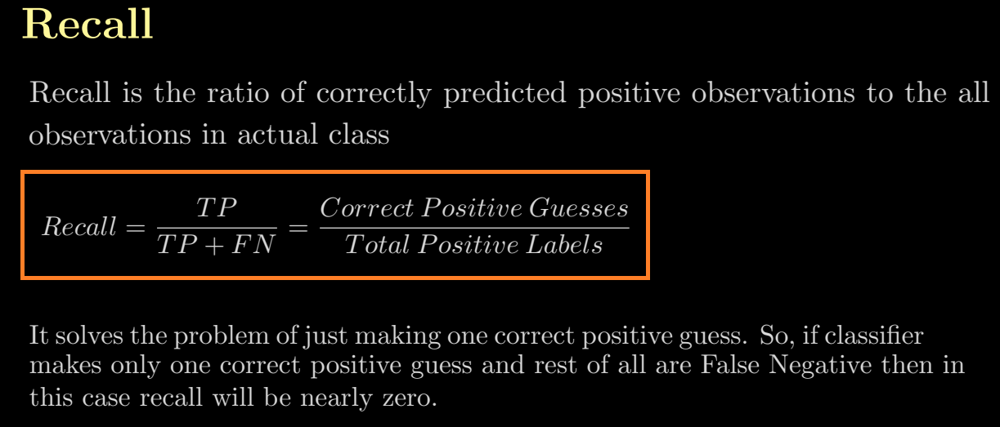 Recall
Recall is the ratio of correctly predicted positive observations to the all
observations in actual class
Recall = TP / (TP + FN) = Correct Positive Guesses / Total Positive Labels
It solves the problem of just making one correct positive guess. So, if classifier
makes only one correct positive guess and rest of all are False Negative then in
this case recall will be nearly zero.